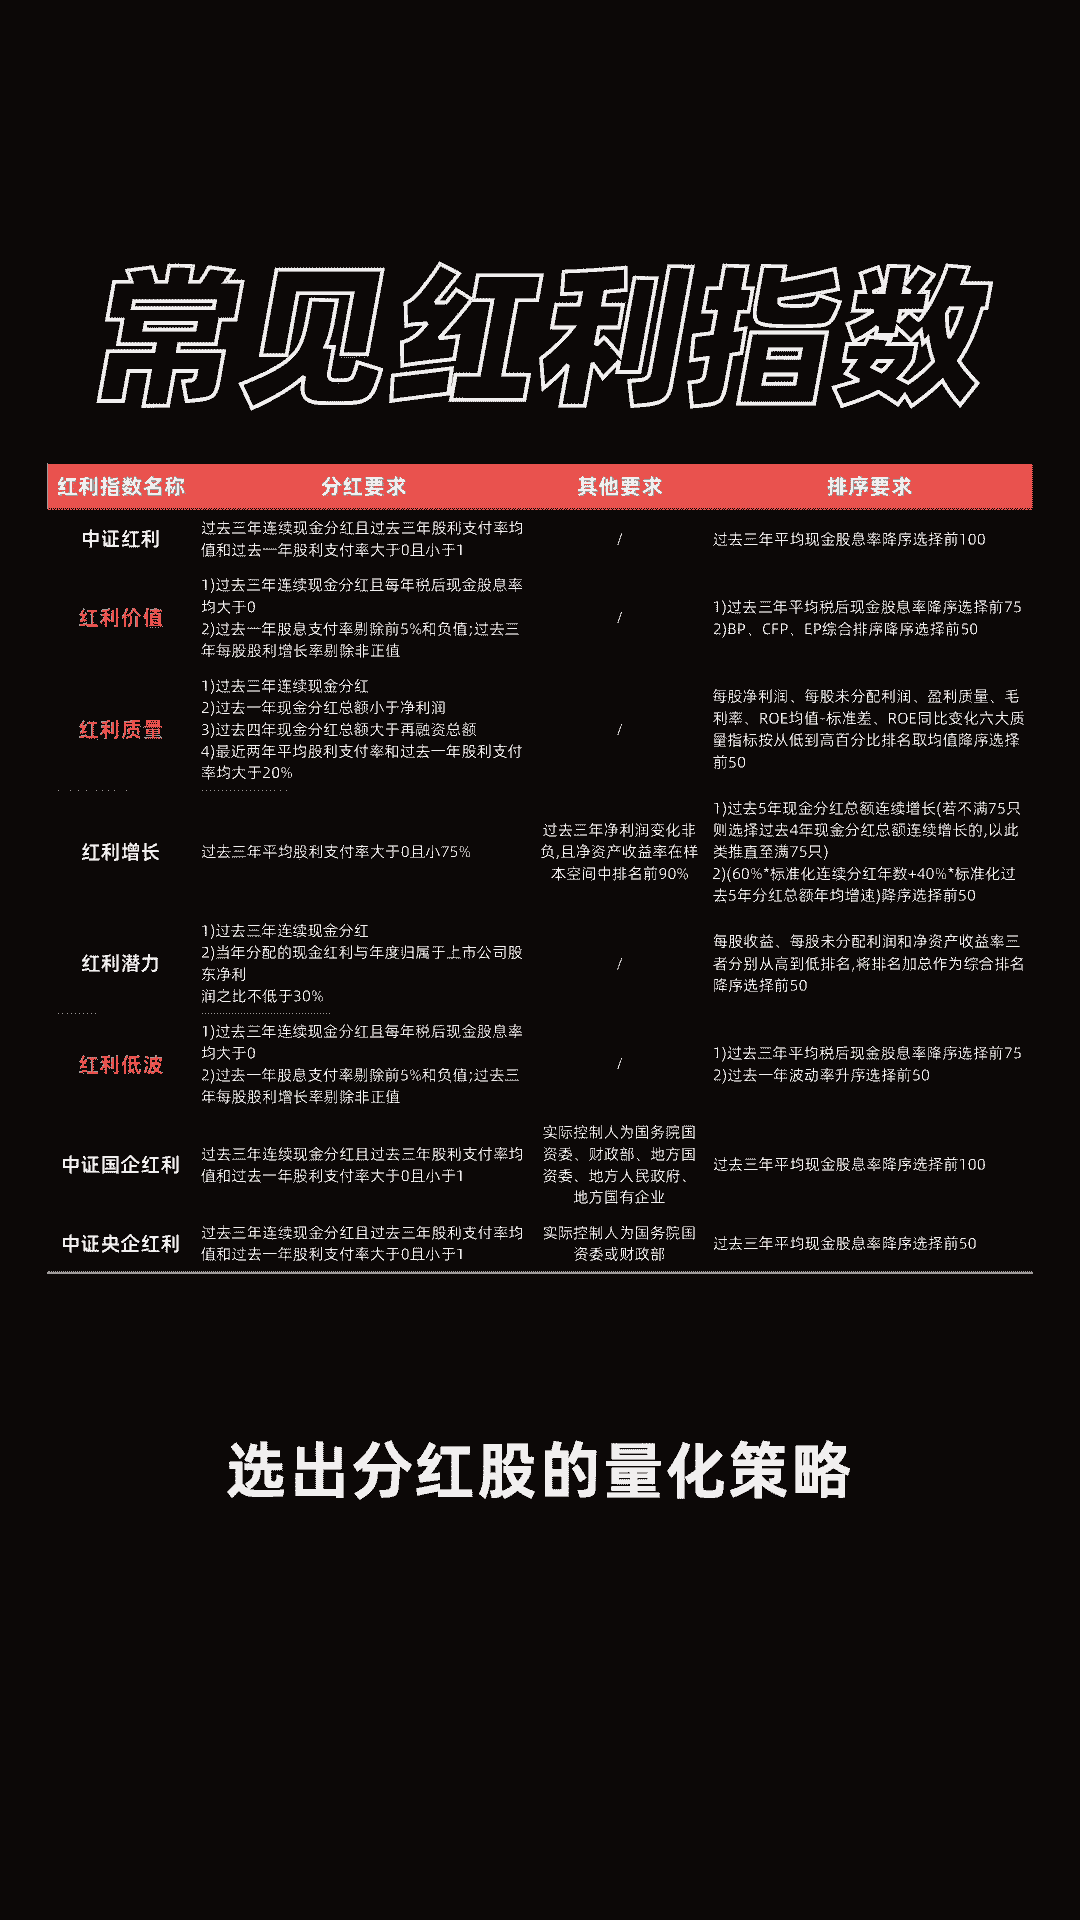 常见红利指数
红利指数名称 分红要求 其他要求 排序要求
中证红利
过去三年连续现金分红且过去三年股利支付率均
值和过去一年股利支付率大于0且小于1
/
过去三年平均现金股息率降序选择前100
红利价值
1)过去三年连续现金分红且每年税后现金股息率
均大于0
2)过去一年股息支付率剔除前5%和负值;过去三
年每股股利增长率剔除非正值
/
1)过去三年平均税后现金股息率降序选择前75
2)BP、CFP、EP综合排序降序选择前50
红利质量
1)过去三年连续现金分红
2)过去一年现金分红总额小于净利润
3)过去四年现金分红总额大于再融资总额
4)最近两年平均股利支付率和过去一年股利支付
率均大于20%
/
每股净利润、每股未分配利润、盈利质量、毛
利率、ROE均值-标准差、ROE同比变化六大质
量指标按从低到高百分比排名取均值降序选择
前50
红利增长
过去三年平均股利支付率大于0且小75%
过去三年净利润变化非
负,且净资产收益率在样
本空间中排名前90%
1)过去5年现金分红总额连续增长(若不满75只
则选择过去4年现金分红总额连续增长的,以此
类推直至满75只)
2)(60%*标准化连续分红年数+40%*标准化过
去5年分红总额年均增速)降序选择前50
红利潜力
1)过去三年连续现金分红
2)当年分配的现金红利与年度归属于上市公司股
东净利
润之比不低于30%
/
每股收益、每股未分配利润和净资产收益率三
者分别从高到低排名,将排名加总作为综合排名
降序选择前50
红利低波
1)过去三年连续现金分红且每年税后现金股息率
均大于0
2)过去一年股息支付率剔除前5%和负值;过去三
年每股股利增长率剔除非正值
/
1)过去三年平均税后现金股息率降序选择前75
2)过去一年波动率升序选择前50
中证国企红利
过去三年连续现金分红且过去三年股利支付率均
值和过去一年股利支付率大于0且小于1
实际控制人为国务院国
资委、财政部、地方国
资委、地方人民政府、
地方国有企业
过去三年平均现金股息率降序选择前100
中证央企红利
过去三年连续现金分红且过去三年股利支付率均
值和过去一年股利支付率大于0且小于1
实际控制人为国务院国
资委或财政部
过去三年平均现金股息率降序选择前50
选出分红股的量化策略